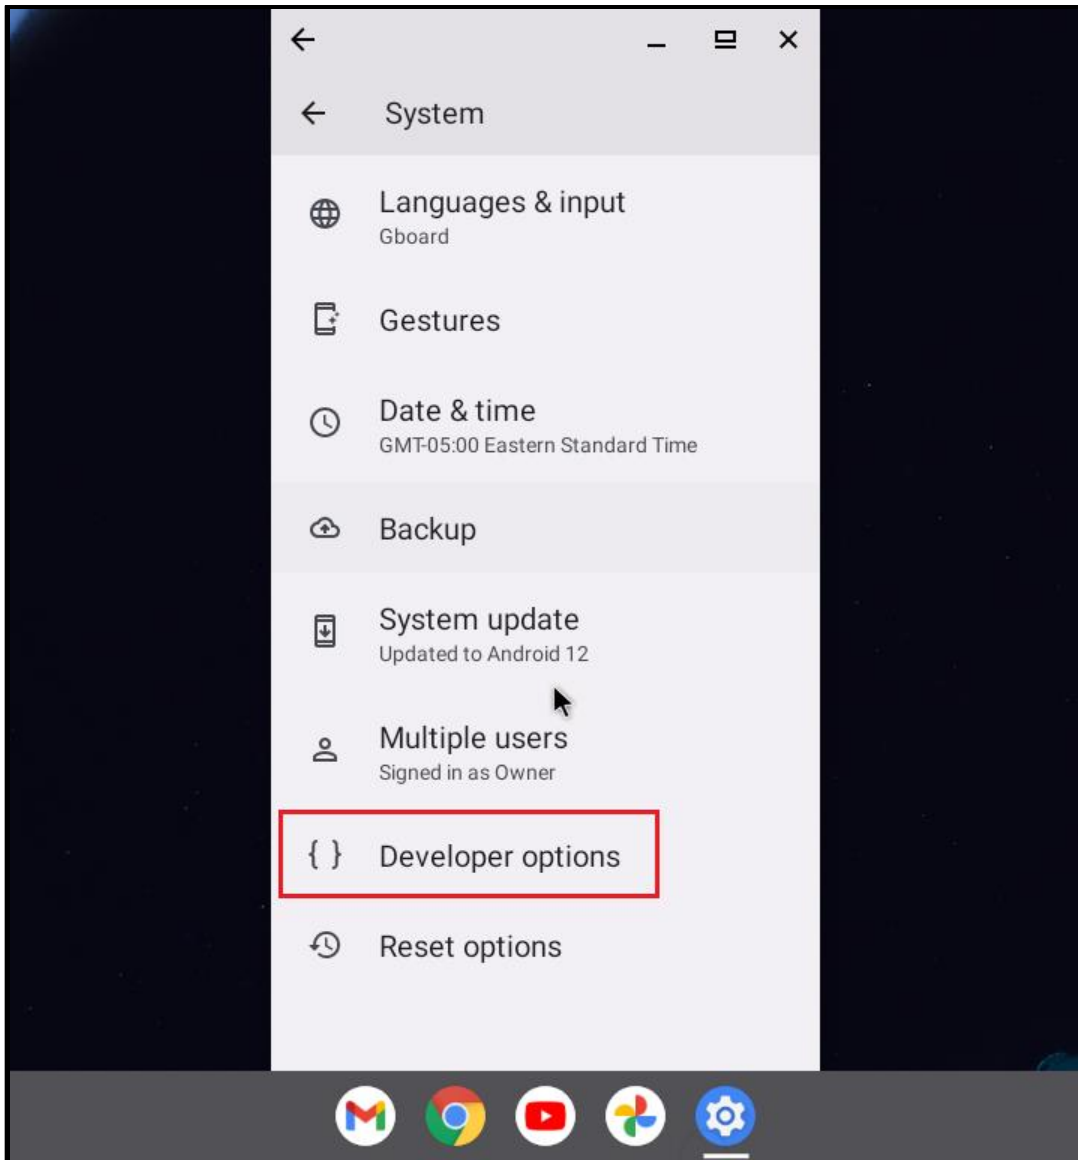 System
Languages & input
Gboard
Gestures
Date & time
GMT-05:00 Eastern Standard Time
Backup
System update
Updated to Android 12
Multiple users
Signed in as Owner
{ } Developer options
Reset options